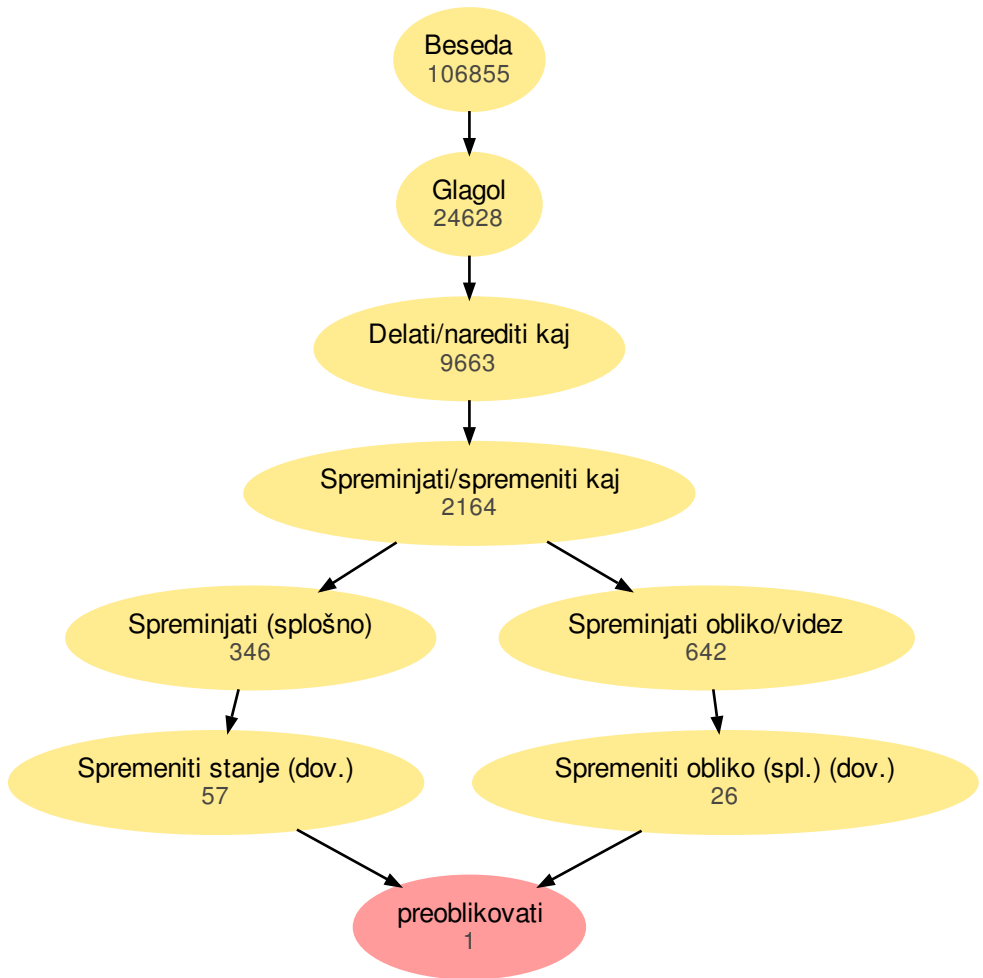 Beseda
106855
Glagol
24628
Delati/narediti kaj
9663
Spreminjati/spremeniti kaj
2164
Spreminjati (splošno)
346
Spreminjati obliko/videz
642
Spremeniti stanje (dov.)
57
Spremeniti obliko (spl.) (dov.)
26
preoblikovati
1